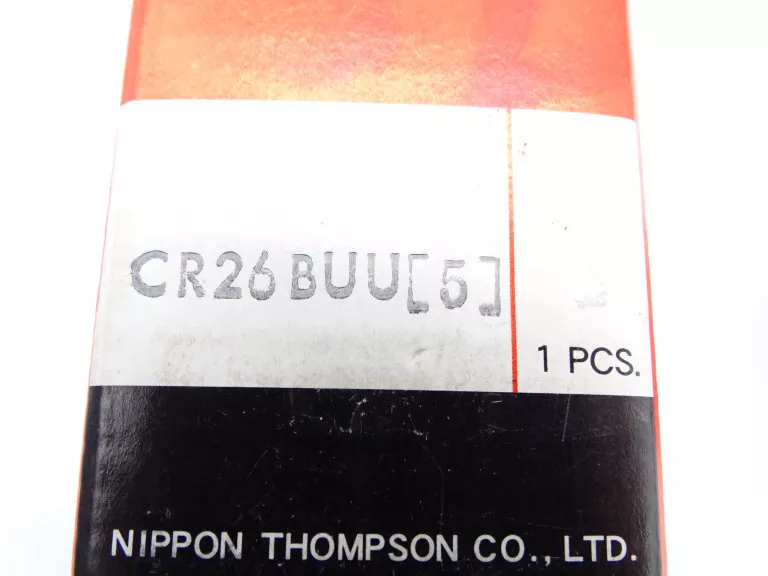 CR26BUU[5]
1 PCS.
NIPPON THOMPSON CO., LTD.